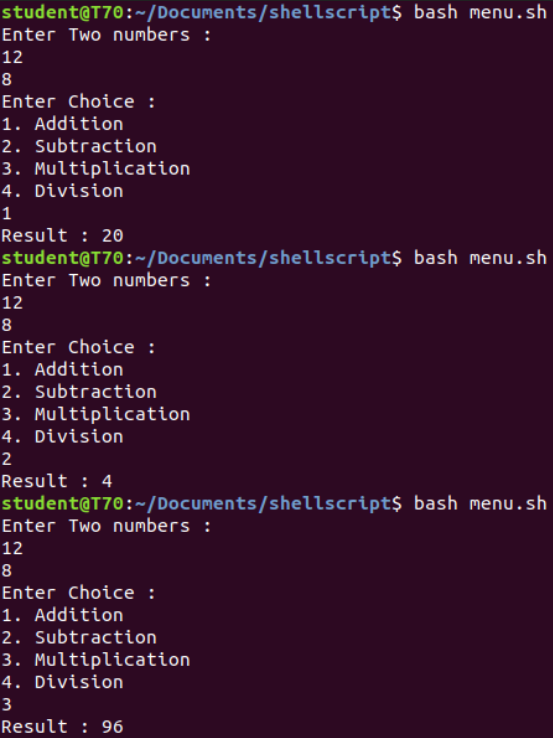 student@T70:~/Documents/shellscript$ bash menu.sh
Enter Two numbers :
12
8
Enter Choice :
1. Addition
2. Subtraction
3. Multiplication
4. Division
1
Result : 20
student@T70:~/Documents/shellscript$ bash menu.sh
Enter Two numbers :
12
8
Enter Choice :
1. Addition
2. Subtraction
3. Multiplication
4. Division
2
Result : 4
student@T70:~/Documents/shellscript$ bash menu.sh
Enter Two numbers :
12
8
Enter Choice :
1. Addition
2. Subtraction
3. Multiplication
4. Division
3
Result : 96